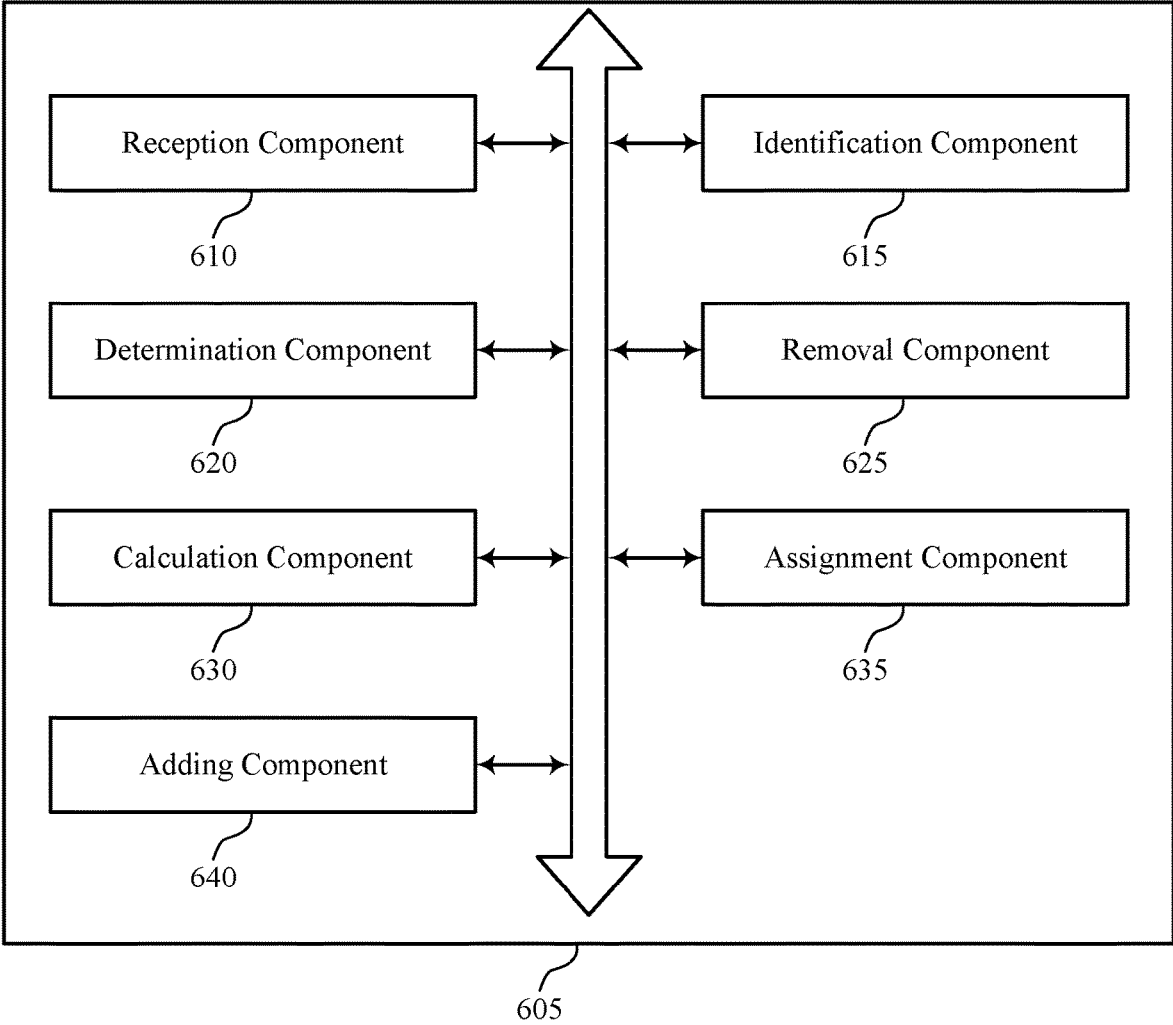 Reception Component
Identification Component
610
615
Determination Component
Removal Component
620
625
Calculation Component
Assignment Component
630
635
Adding Component
640
605